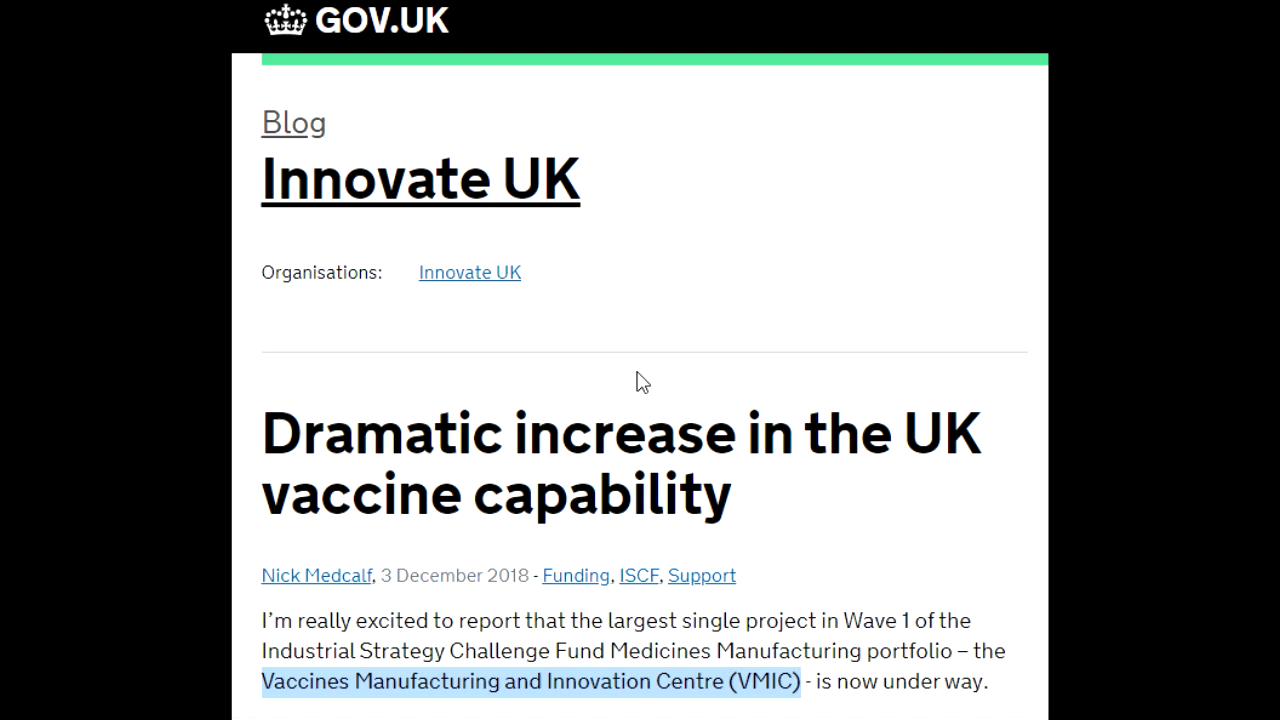 GOV.UK
Blog
Innovate UK
Organisations: Innovate UK
Dramatic increase in the UK
vaccine capability
Nick Medcalf, 3 December 2018 - Funding, ISCF, Support
I’m really excited to report that the largest single project in Wave 1 of the
Industrial Strategy Challenge Fund Medicines Manufacturing portfolio – the
Vaccines Manufacturing and Innovation Centre (VMIC) - is now under way.